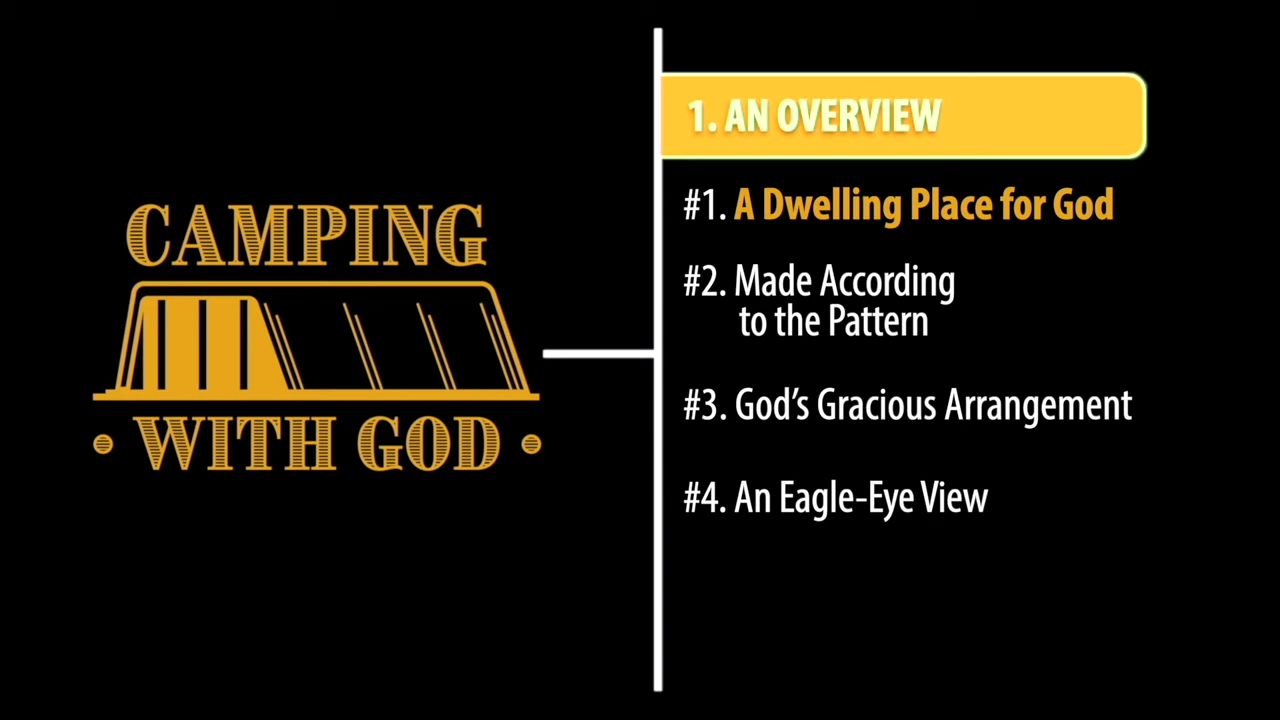 CAMPING
• WITH GOD •
1. AN OVERVIEW
#1. A Dwelling Place for God
#2. Made According
to the Pattern
#3. God’s Gracious Arrangement
#4. An Eagle-Eye View